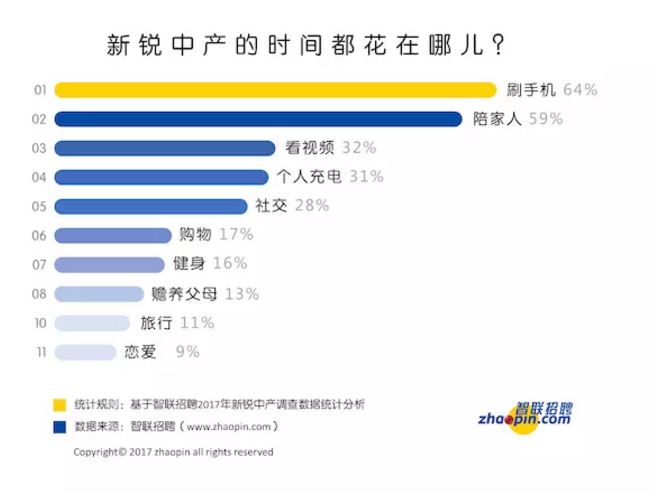 新锐中产的时间都花在哪儿？
01 刷手机 64%
02 陪家人 59%
03 看视频 32%
04 个人充电 31%
05 社交 28%
06 购物 17%
07 健身 16%
08 赡养父母 13%
10 旅行 11%
11 恋爱 9%
统计规则：基于智联招聘2017年新锐中产调查数据统计分析
数据来源：智联招聘（www.zhaopin.com）
Copyright© 2017 zhaopin all rights reserved
智联招聘
zhaopin.com